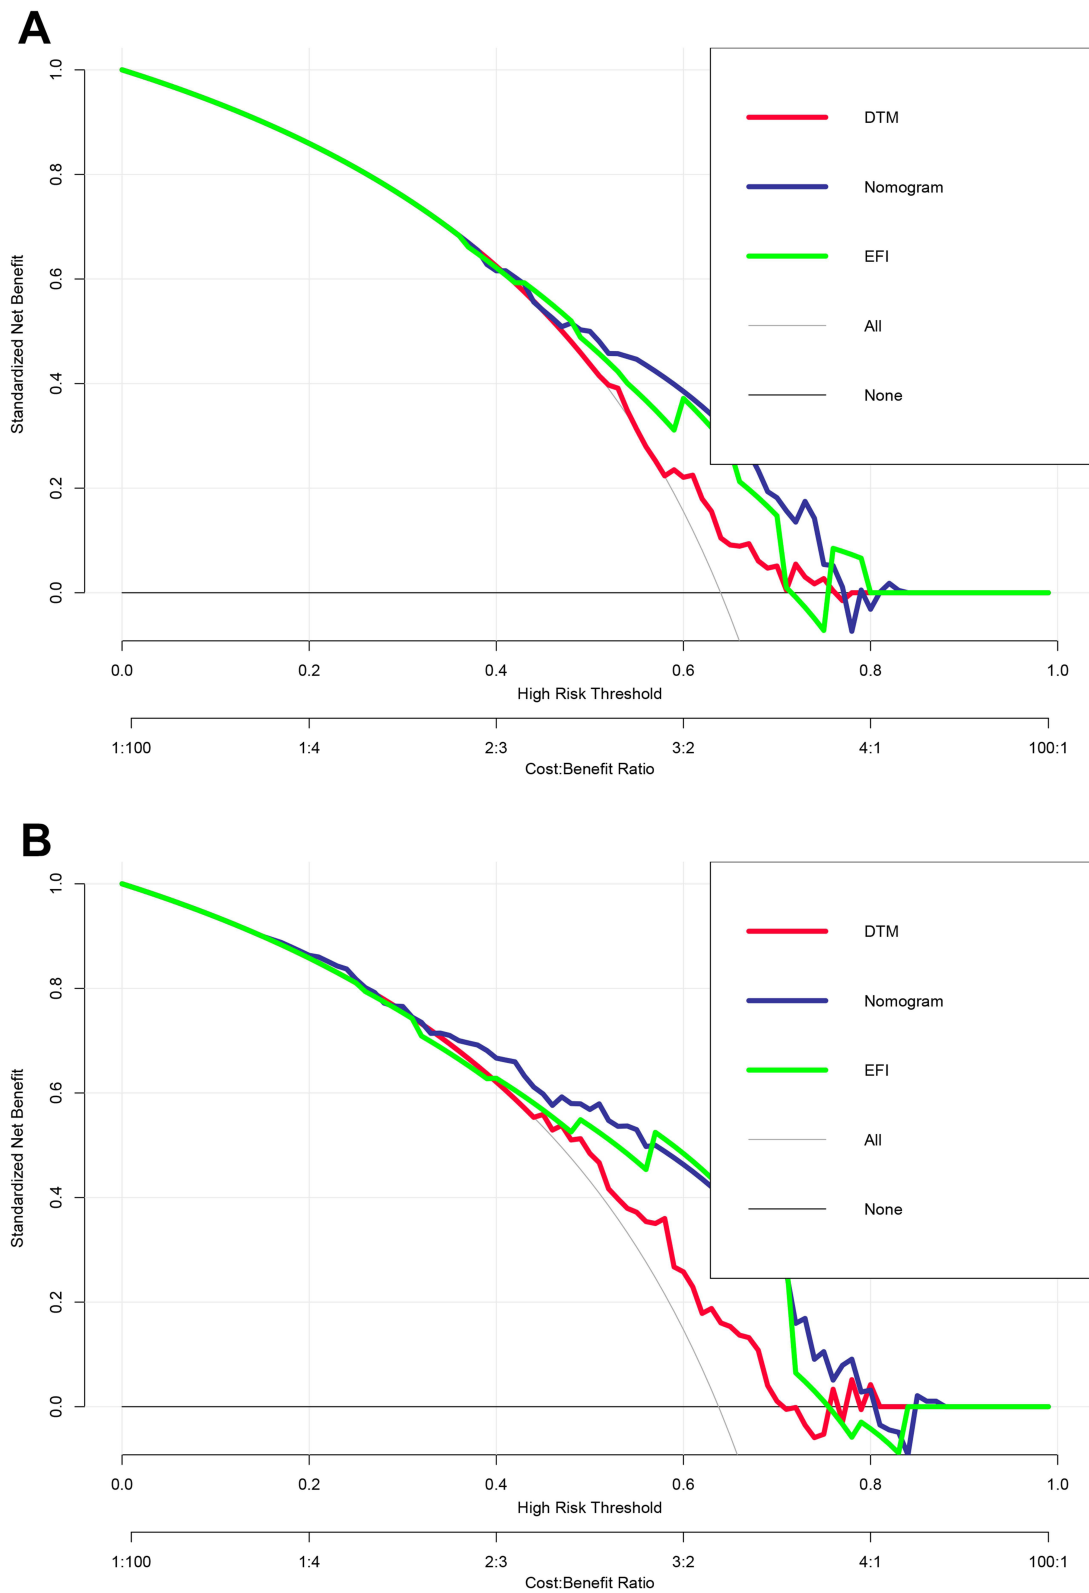 A
1.0
0.8
0.6
0.4
0.2
0.0
Standardized Net Benefit
DTM
Nomogram
EFI
All
None
0.0 0.2 0.4 0.6 0.8 1.0
High Risk Threshold
1:100 1:4 2:3 3:2 4:1 100:1
Cost:Benefit Ratio
B
1.0
0.8
0.6
0.4
0.2
0.0
Standardized Net Benefit
DTM
Nomogram
EFI
All
None
0.0 0.2 0.4 0.6 0.8 1.0
High Risk Threshold
1:100 1:4 2:3 3:2 4:1 100:1
Cost:Benefit Ratio